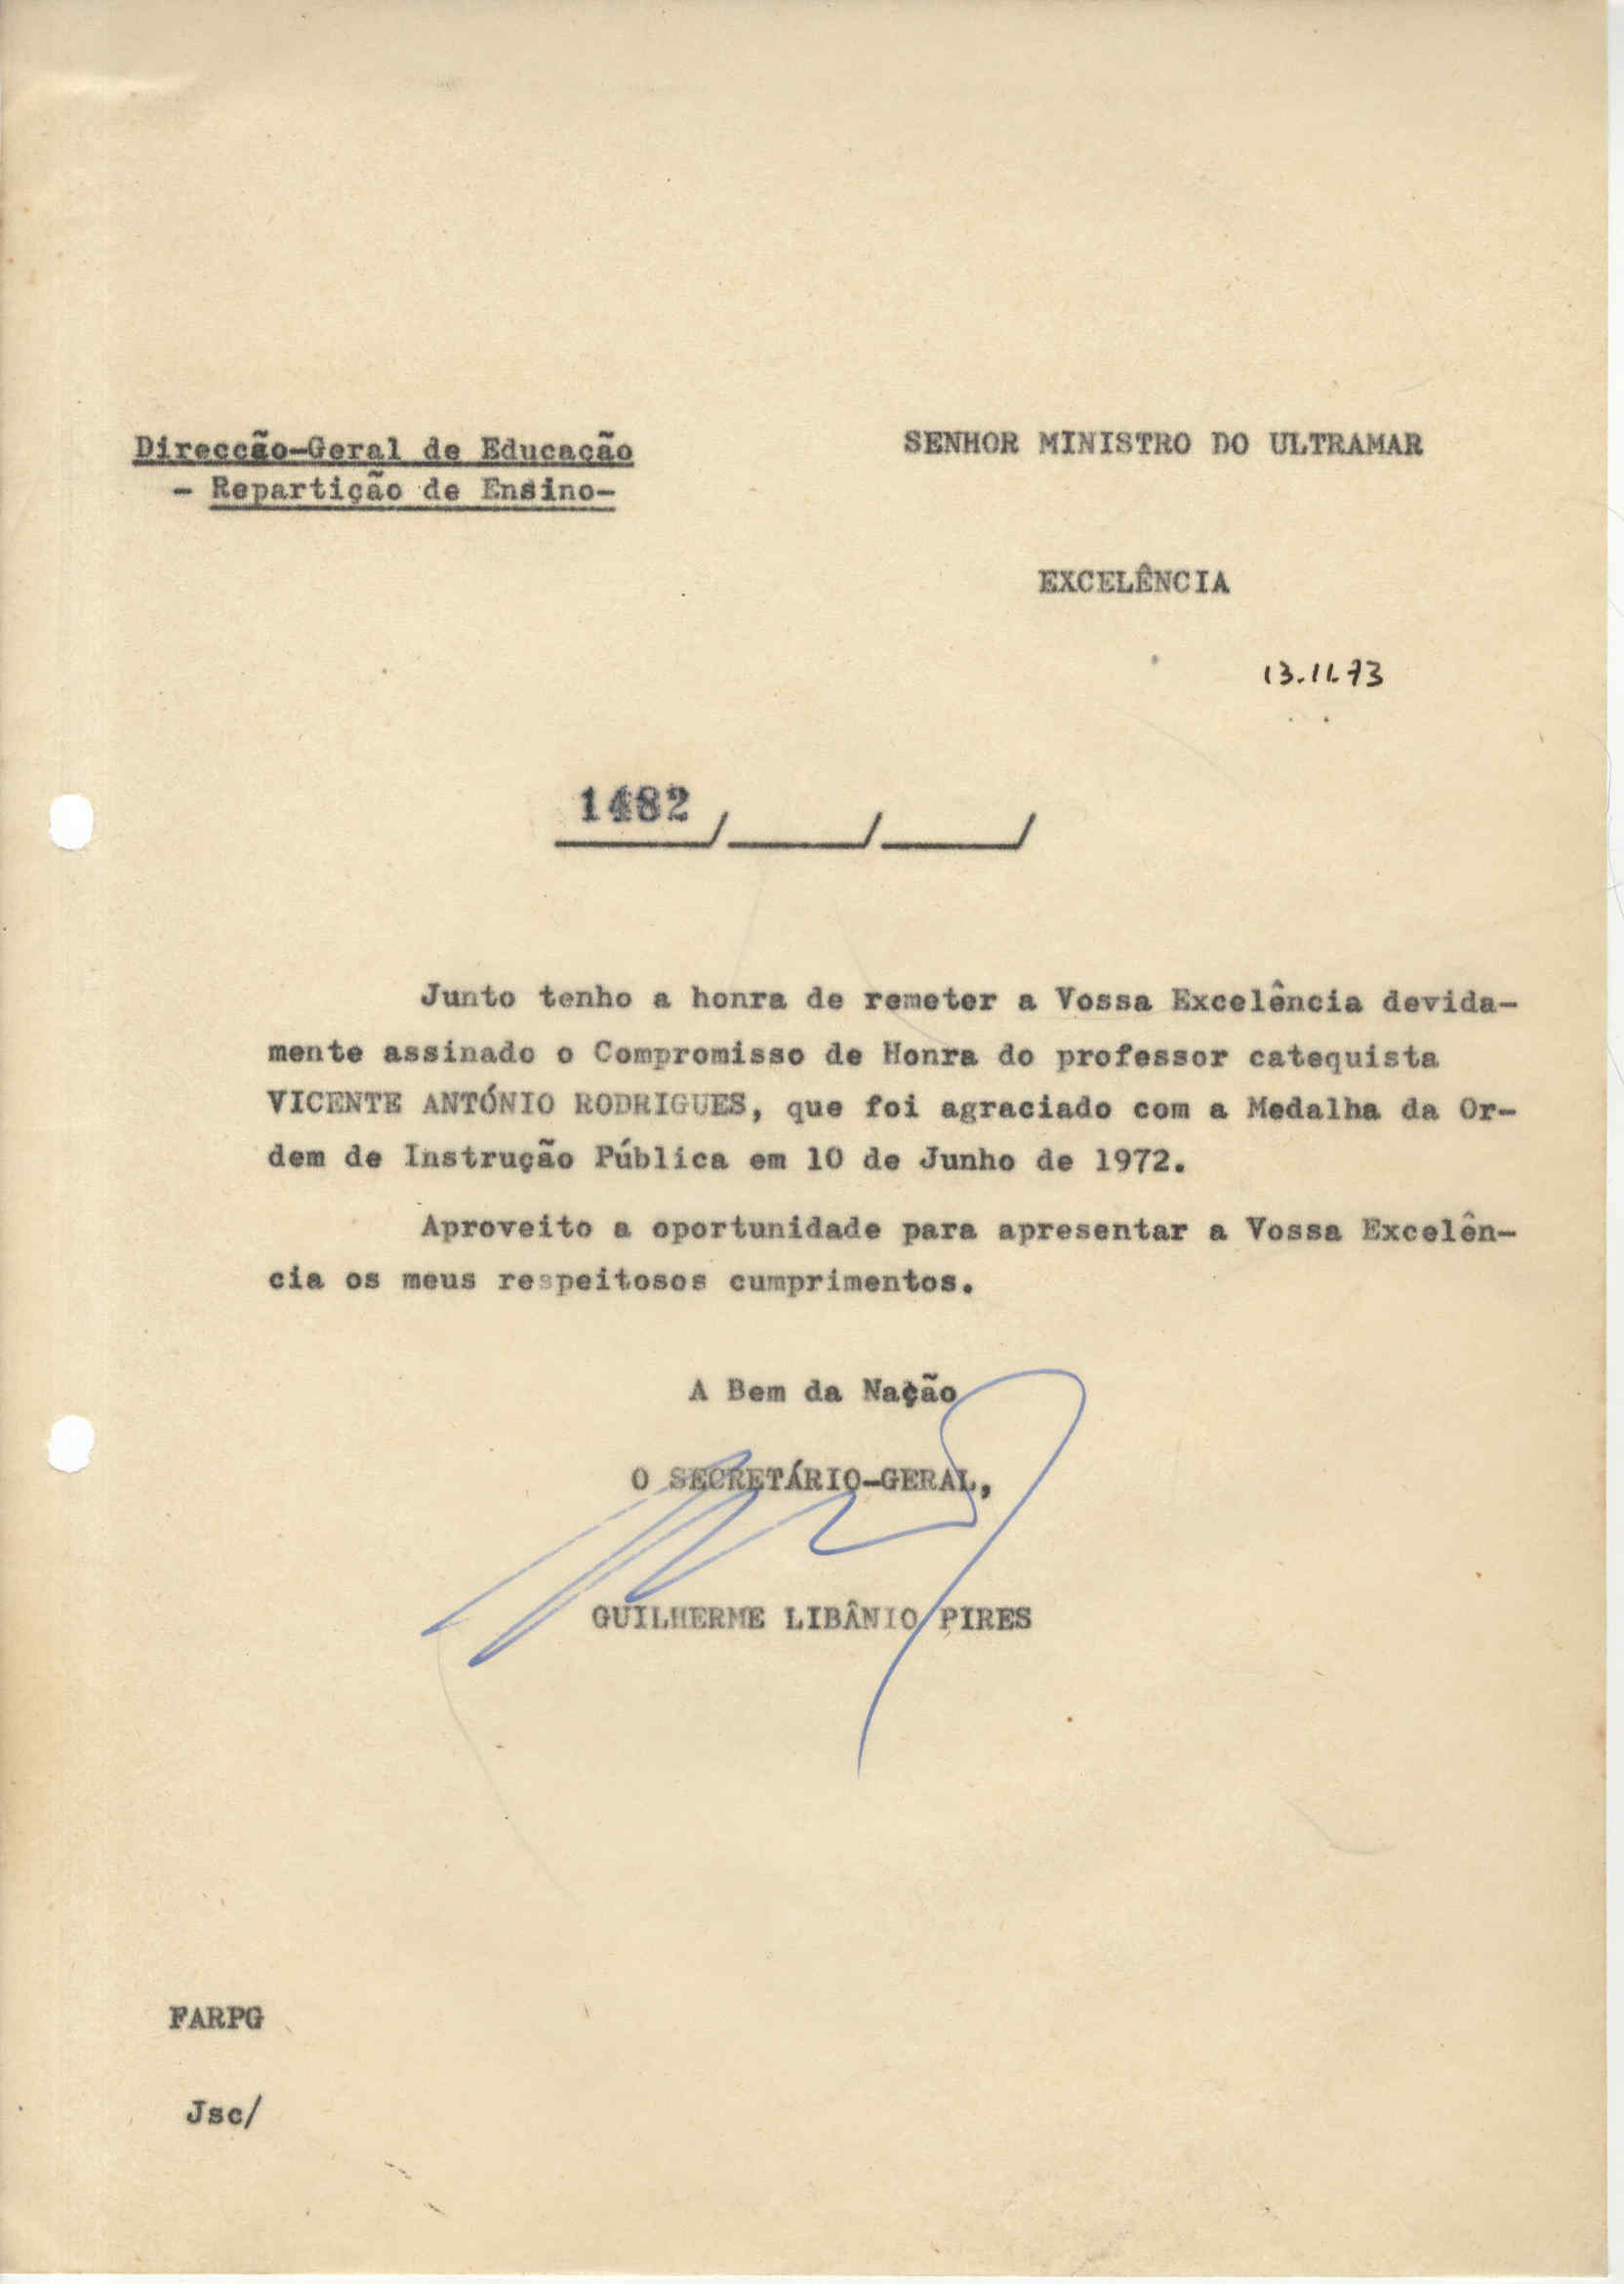 Direcção-Geral de Educação
- Repartição de Ensino-
SENHOR MINISTRO DO ULTRAMAR
EXCELÊNCIA
13.11.73
1482/ / /
Junto tenho a honra de remeter a Vossa Excelência devida-
mente assinado o Compromisso de Honra do professor catequista
VICENTE ANTÓNIO RODRIGUES, que foi agraciado com a Medalha da Or-
dem de Instrução Pública em 10 de Junho de 1972.
Aproveito a oportunidade para apresentar a Vossa Excelên-
cia os meus respeitosos cumprimentos.
A Bem da Nação
O SECRETÁRIO-GERAL,
GUILHERME LIBÂNIO PIRES
FARPG
Jsc/